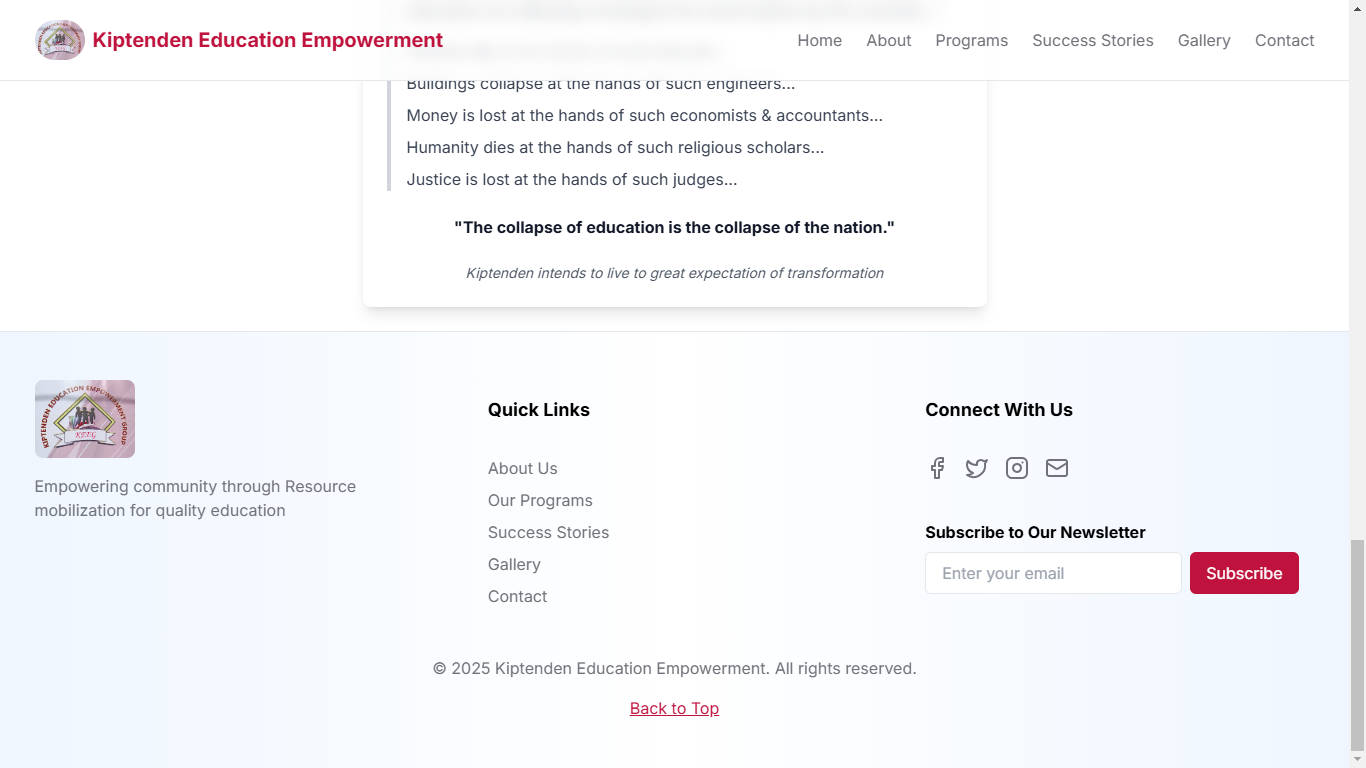 Kiptenden Education Empowerment
Home About Programs Success Stories Gallery Contact
Buildings collapse at the hands of such engineers...
Money is lost at the hands of such economists & accountants...
Humanity dies at the hands of such religious scholars...
Justice is lost at the hands of such judges...
"The collapse of education is the collapse of the nation."
Kiptenden intends to live to great expectation of transformation
KIPTENDEN EDUCATION EMPOWERMENT GROUP
KEEG
Empowering community through Resource
mobilization for quality education
Quick Links
About Us
Our Programs
Success Stories
Gallery
Contact
Connect With Us
Subscribe to Our Newsletter
Enter your email
Subscribe
© 2025 Kiptenden Education Empowerment. All rights reserved.
Back to Top